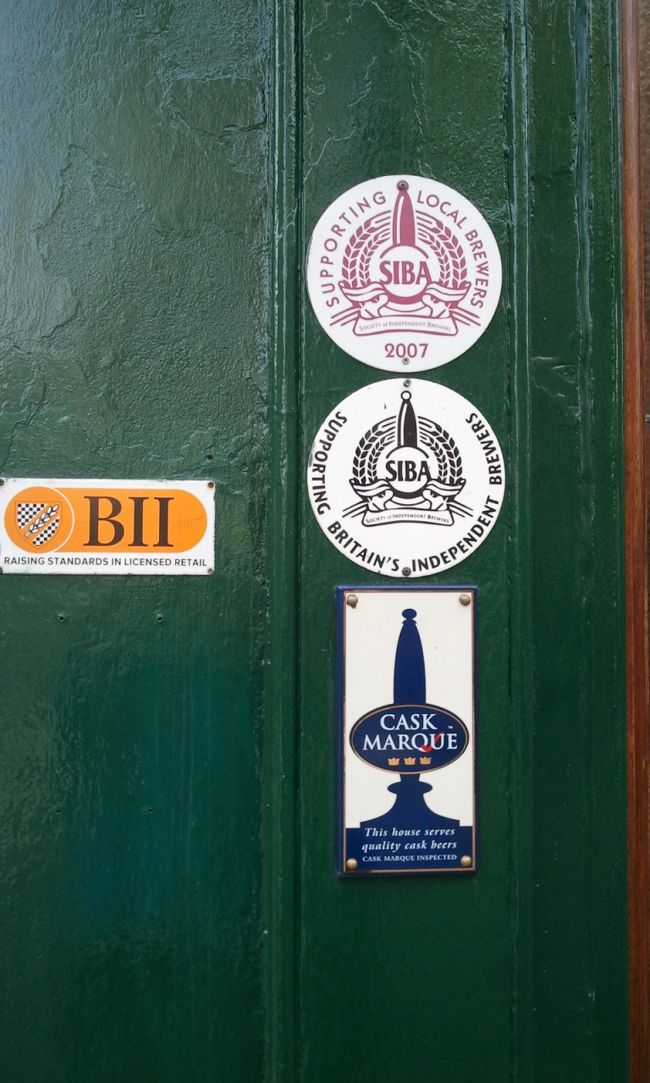 SUPPORTING LOCAL BREWERS
SIBA
SOCIETY of INDEPENDENT BREWERS
2007
SUPPORTING BRITAIN'S INDEPENDENT BREWERS
SIBA
SOCIETY of INDEPENDENT BREWERS
BII
RAISING STANDARDS IN LICENSED RETAIL
CASK
MARQUE
This house serves
quality cask beers
CASK MARQUE INSPECTED